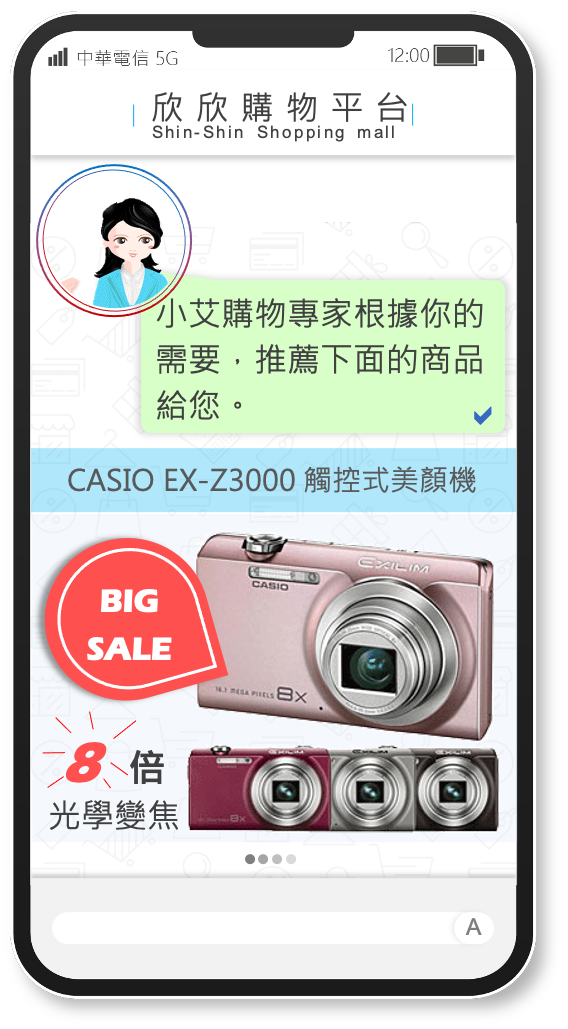 中華電信 5G
12:00
欣欣購物平台
Shin-Shin Shopping mall
小艾購物專家根據你的
需要，推薦下面的商品
給您。
CASIO EX-Z3000 觸控式美顏機
BIG
SALE
EXILIM
CASIO
16.1 MEGA PIXELS 8X
8倍
光學變焦
EXILIM
8X
A